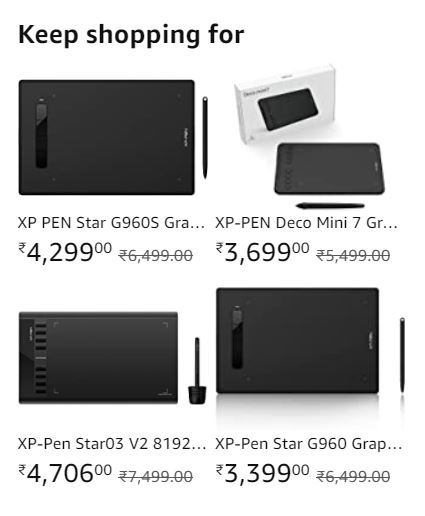 Keep shopping for
Deco mini7
XP PEN Star G960S Gra...
₹4,29900 ₹6,499.00
XP-PEN Deco Mini 7 Gr...
₹3,69900 ₹5,499.00
XP-Pen Star03 V2 8192...
₹4,70600 ₹7,499.00
XP-Pen Star G960 Grap...
₹3,39900 ₹6,499.00